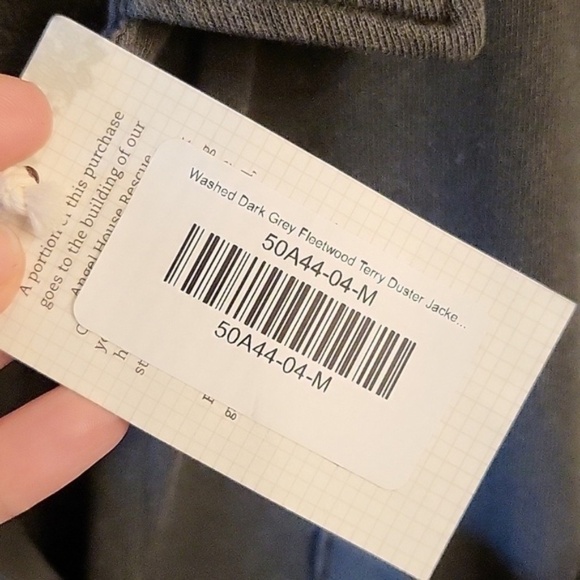 A portion of this purchase
goes to the building of our
Angel House Rescue
Washed Dark Grey Fleetwood Terry Duster Jacke...
50A44-04-M
50A44-04-M